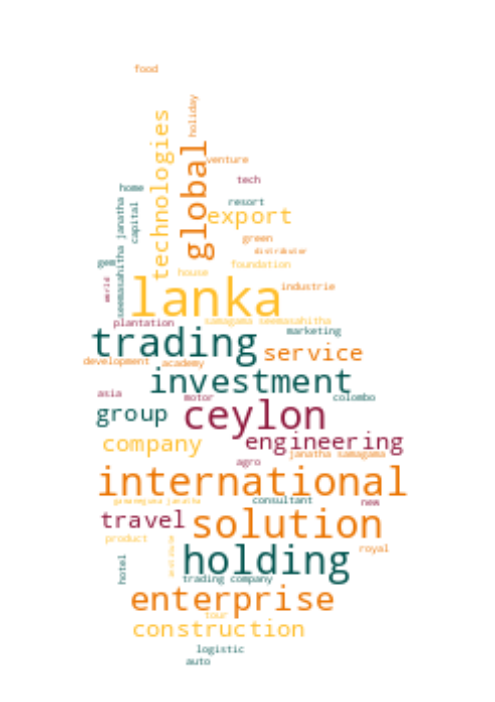 food
holiday
technologies
global
venture
tech
home
resort
capital
export
seemasahitha janatha
green
distributor
gem
foundation
house
world
lanka
industrie
plantation
samagama seemasahitha
marketing
trading
service
development
academy
investment
asia
motor
colombo
group
ceylon
engineering
company
janatha samagama
agro
international
consultant
new
travel
solution
product
royal
holding
hotel
trading company
enterprise
tour
construction
logistic
auto